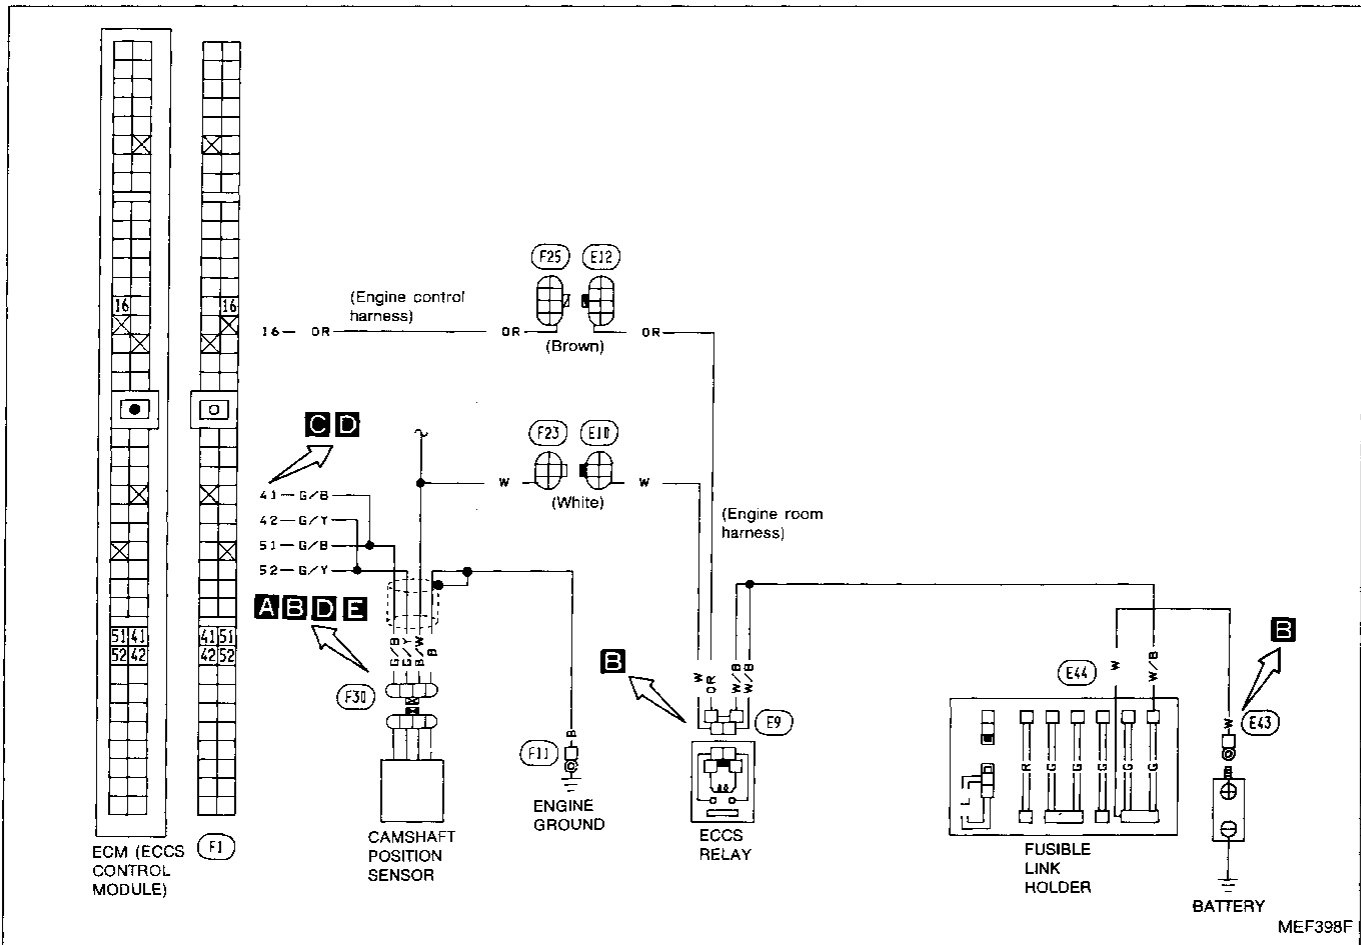 F25 E12
16
16
(Engine control
harness)
16 OR OR OR
(Brown)
C D
F23 E10
41 G/B
W W
(White)
42 G/Y
(Engine room
harness)
51 G/B
52 G/Y
A B D E
B
B
51 41
41 51
52 42
42 52
G/B G/Y B/W B
W OR W/B W/B
E44
W W/B
W
F30
E9
E43
F11
B
R G G G G G
L L
ENGINE
GROUND
CAMSHAFT
POSITION
SENSOR
ECCS
RELAY
FUSIBLE
LINK
HOLDER
ECM (ECCS
CONTROL
MODULE)
F1
BATTERY
MEF398F